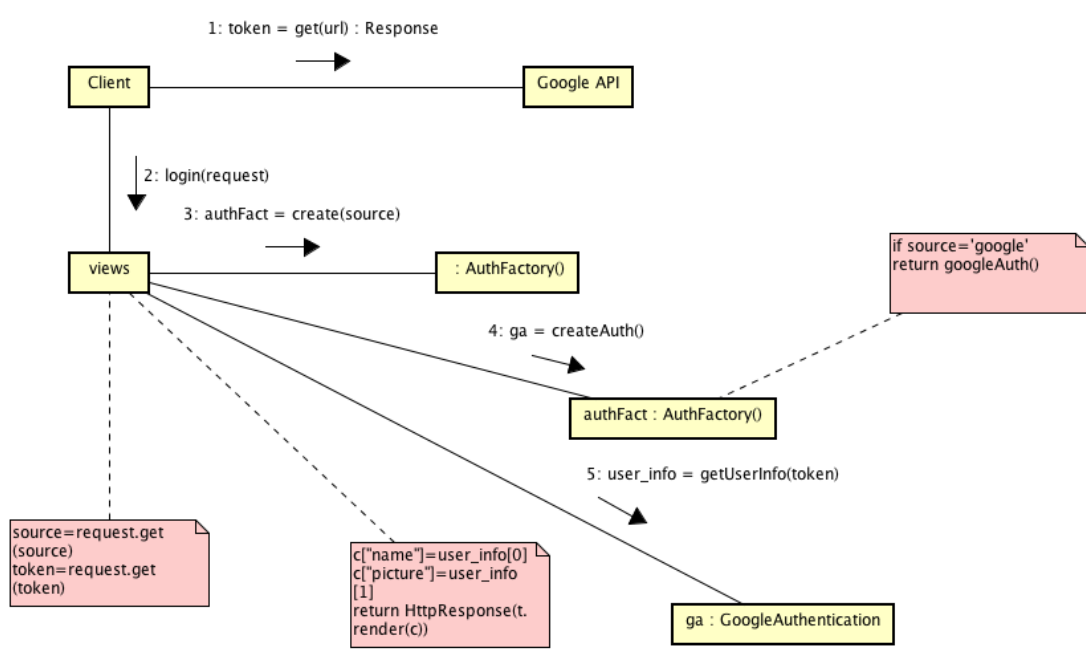 1: token = get(url) : Response
Client
Google API
2: login(request)
3: authFact = create(source)
views
: AuthFactory()
if source='google'
return googleAuth()
4: ga = createAuth()
authFact : AuthFactory()
5: user_info = getUserInfo(token)
source=request.get
(source)
token=request.get
(token)
c["name"]=user_info[0]
c["picture"]=user_info
[1]
return HttpResponse(t.
render(c))
ga : GoogleAuthentication